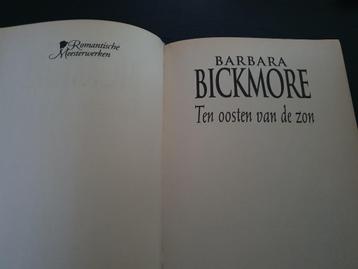 Romantische
Meesterwerken
BARBARA
BICKMORE
Ten oosten van de zon